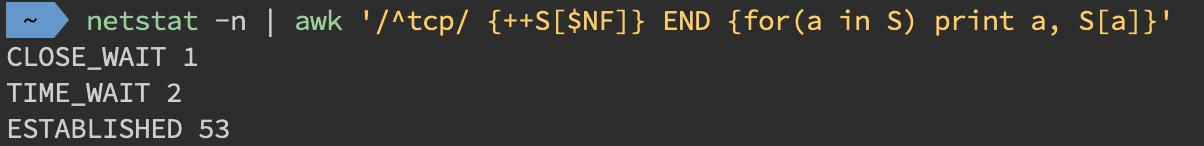 ~ netstat -n | awk '/^tcp/ {++S[$NF]} END {for(a in S) print a, S[a]}'
CLOSE_WAIT 1
TIME_WAIT 2
ESTABLISHED 53